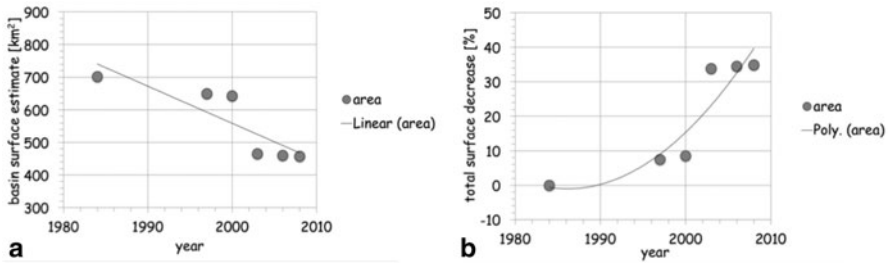 900
800
700
600
500
400
300
basin surface estimate [km²]
1980
1990
2000
2010
year
area
Linear (area)
a
50
40
30
20
10
0
-10
total surface decrease [%]
1980
1990
2000
2010
year
area
Poly. (area)
b